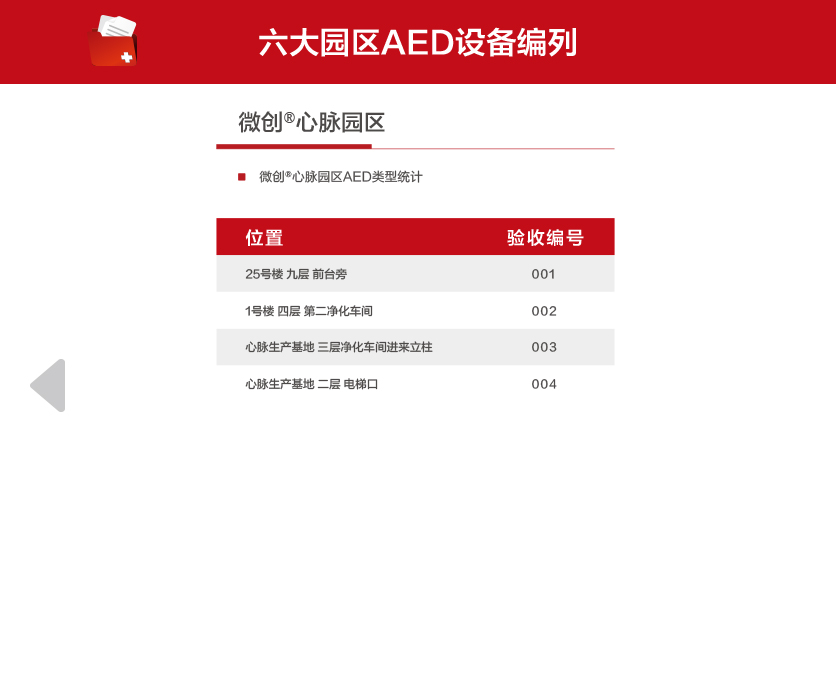 六大园区AED设备编列
微创®心脉园区
微创®心脉园区AED类型统计
位置 验收编号
25号楼 九层 前台旁 001
1号楼 四层 第二净化车间 002
心脉生产基地 三层净化车间进来立柱 003
心脉生产基地 二层 电梯口 004